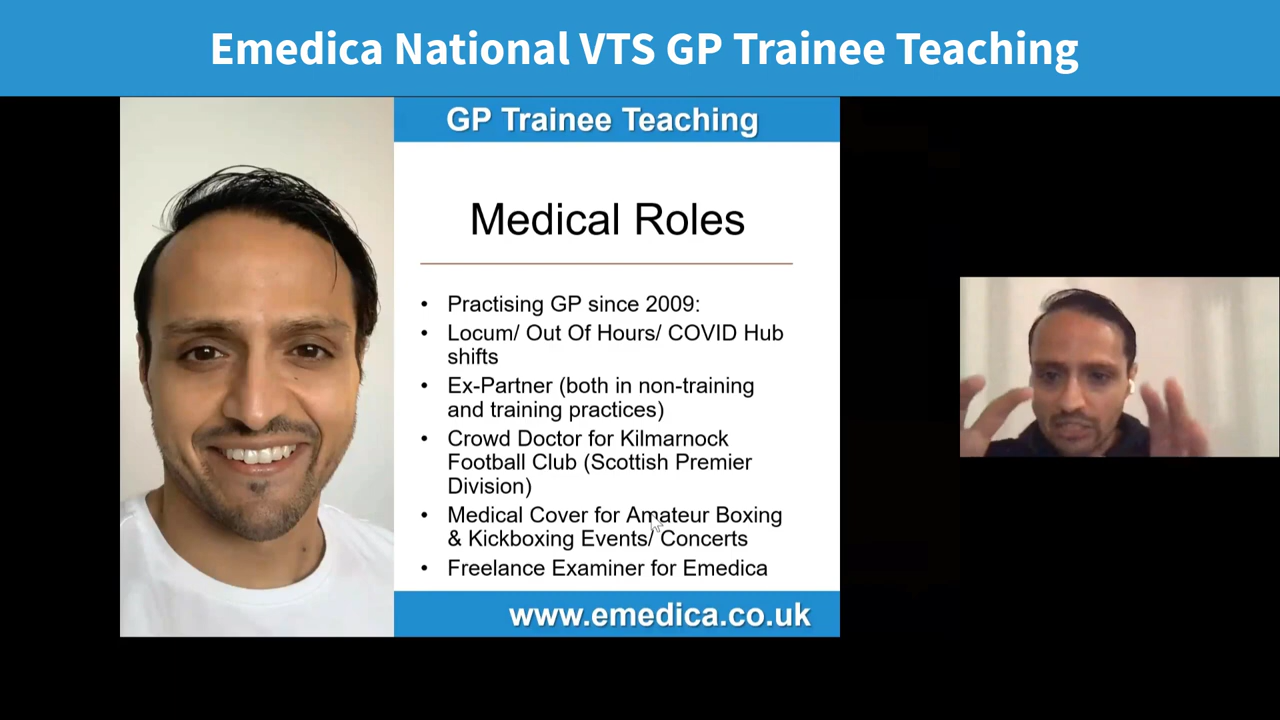 Emedica National VTS GP Trainee Teaching
GP Trainee Teaching
Medical Roles
• Practising GP since 2009:
• Locum/ Out Of Hours/ COVID Hub
shifts
• Ex-Partner (both in non-training
and training practices)
• Crowd Doctor for Kilmarnock
Football Club (Scottish Premier
Division)
• Medical Cover for Amateur Boxing
& Kickboxing Events/ Concerts
• Freelance Examiner for Emedica
www.emedica.co.uk